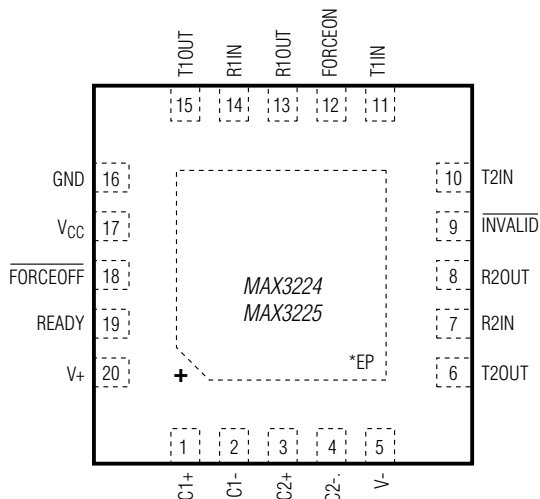 T1OUT R1IN R1OUT FORCEON T1IN
15 14 13 12 11
GND 16 10 T2IN
VCC 17 9 INVALID
FORCEOFF 18 8 R2OUT
READY 19 7 R2IN
V+ 20 6 T2OUT
MAX3224
MAX3225
*EP
+
1 2 3 4 5
C1+ C1- C2+ C2-. V-